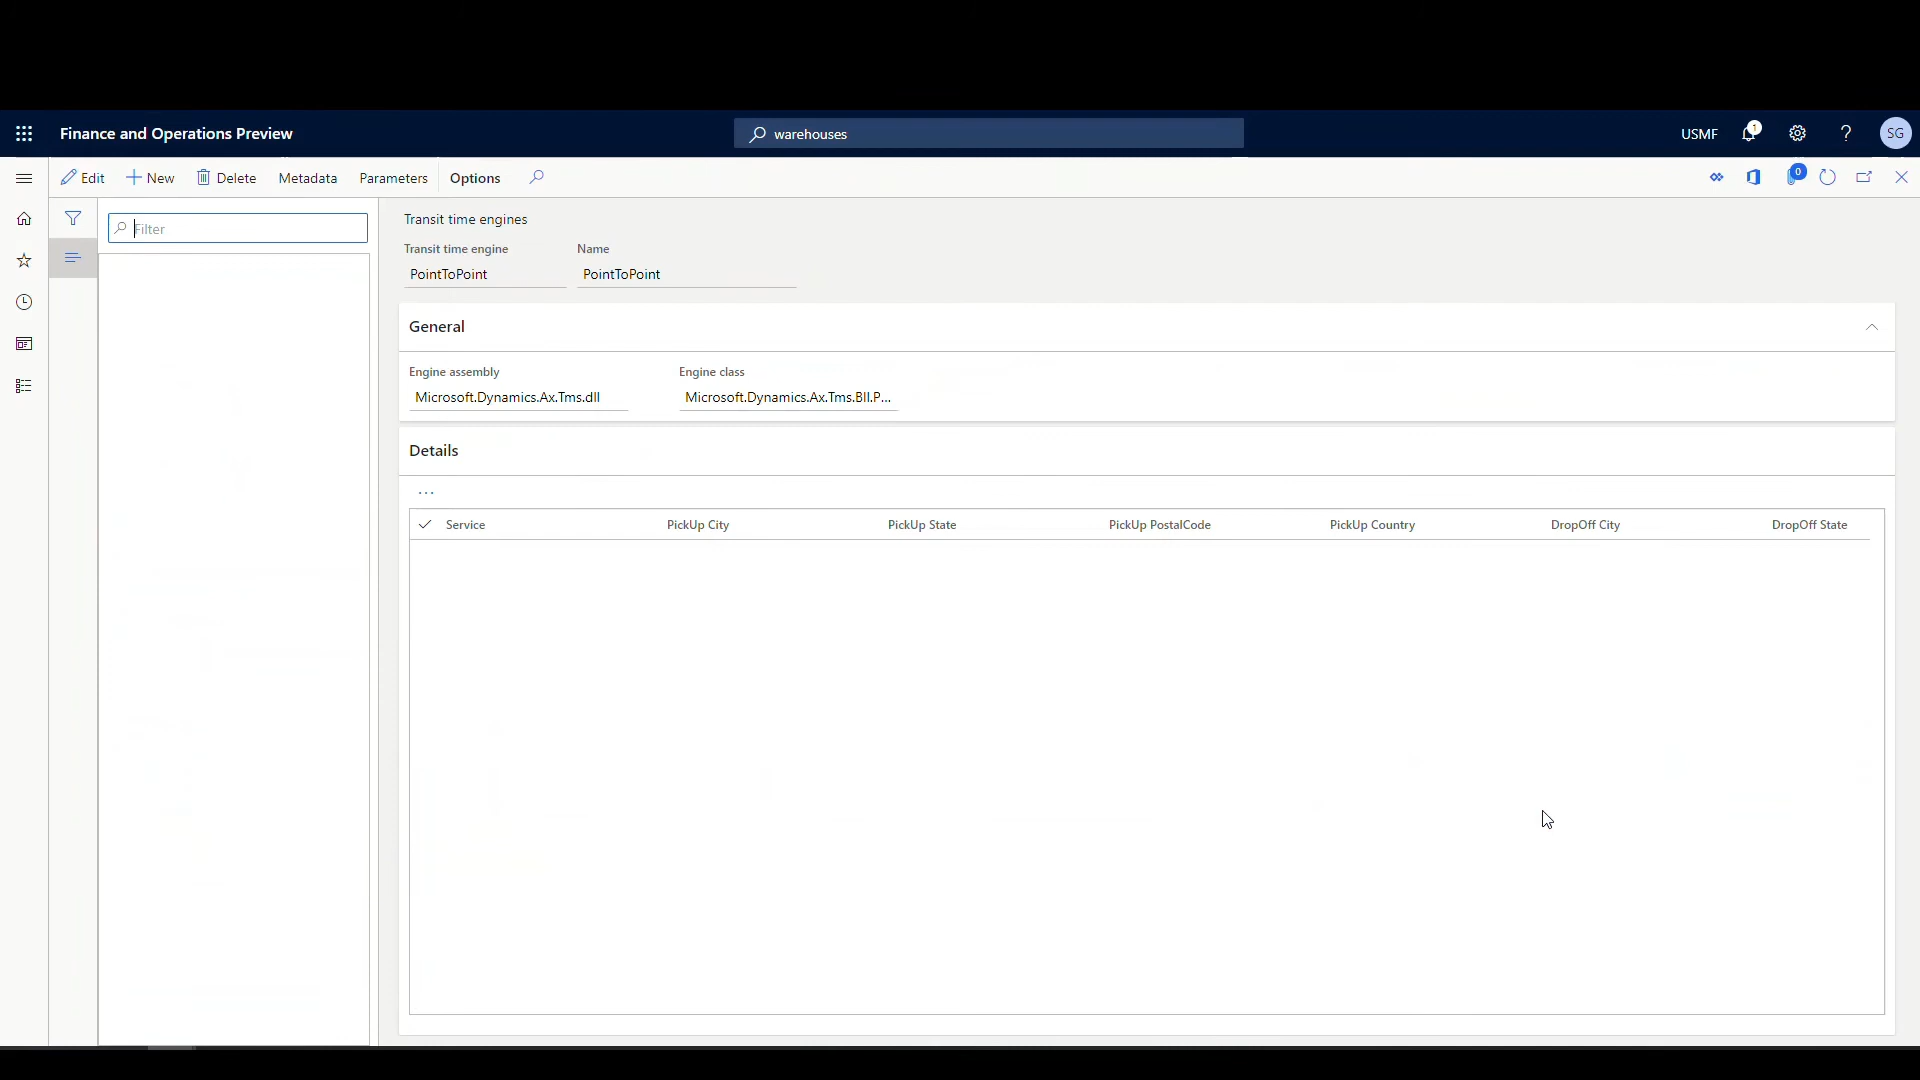 Finance and Operations Preview
warehouses
USMF
1
?
SG
Edit
New
Delete
Metadata
Parameters
Options
0
Filter
Transit time engines
Transit time engine
Name
PointToPoint
PointToPoint
General
Engine assembly
Engine class
Microsoft.Dynamics.Ax.Tms.dll
Microsoft.Dynamics.Ax.Tms.Bll.P...
Details
...
Service
PickUp City
PickUp State
PickUp PostalCode
PickUp Country
DropOff City
DropOff State